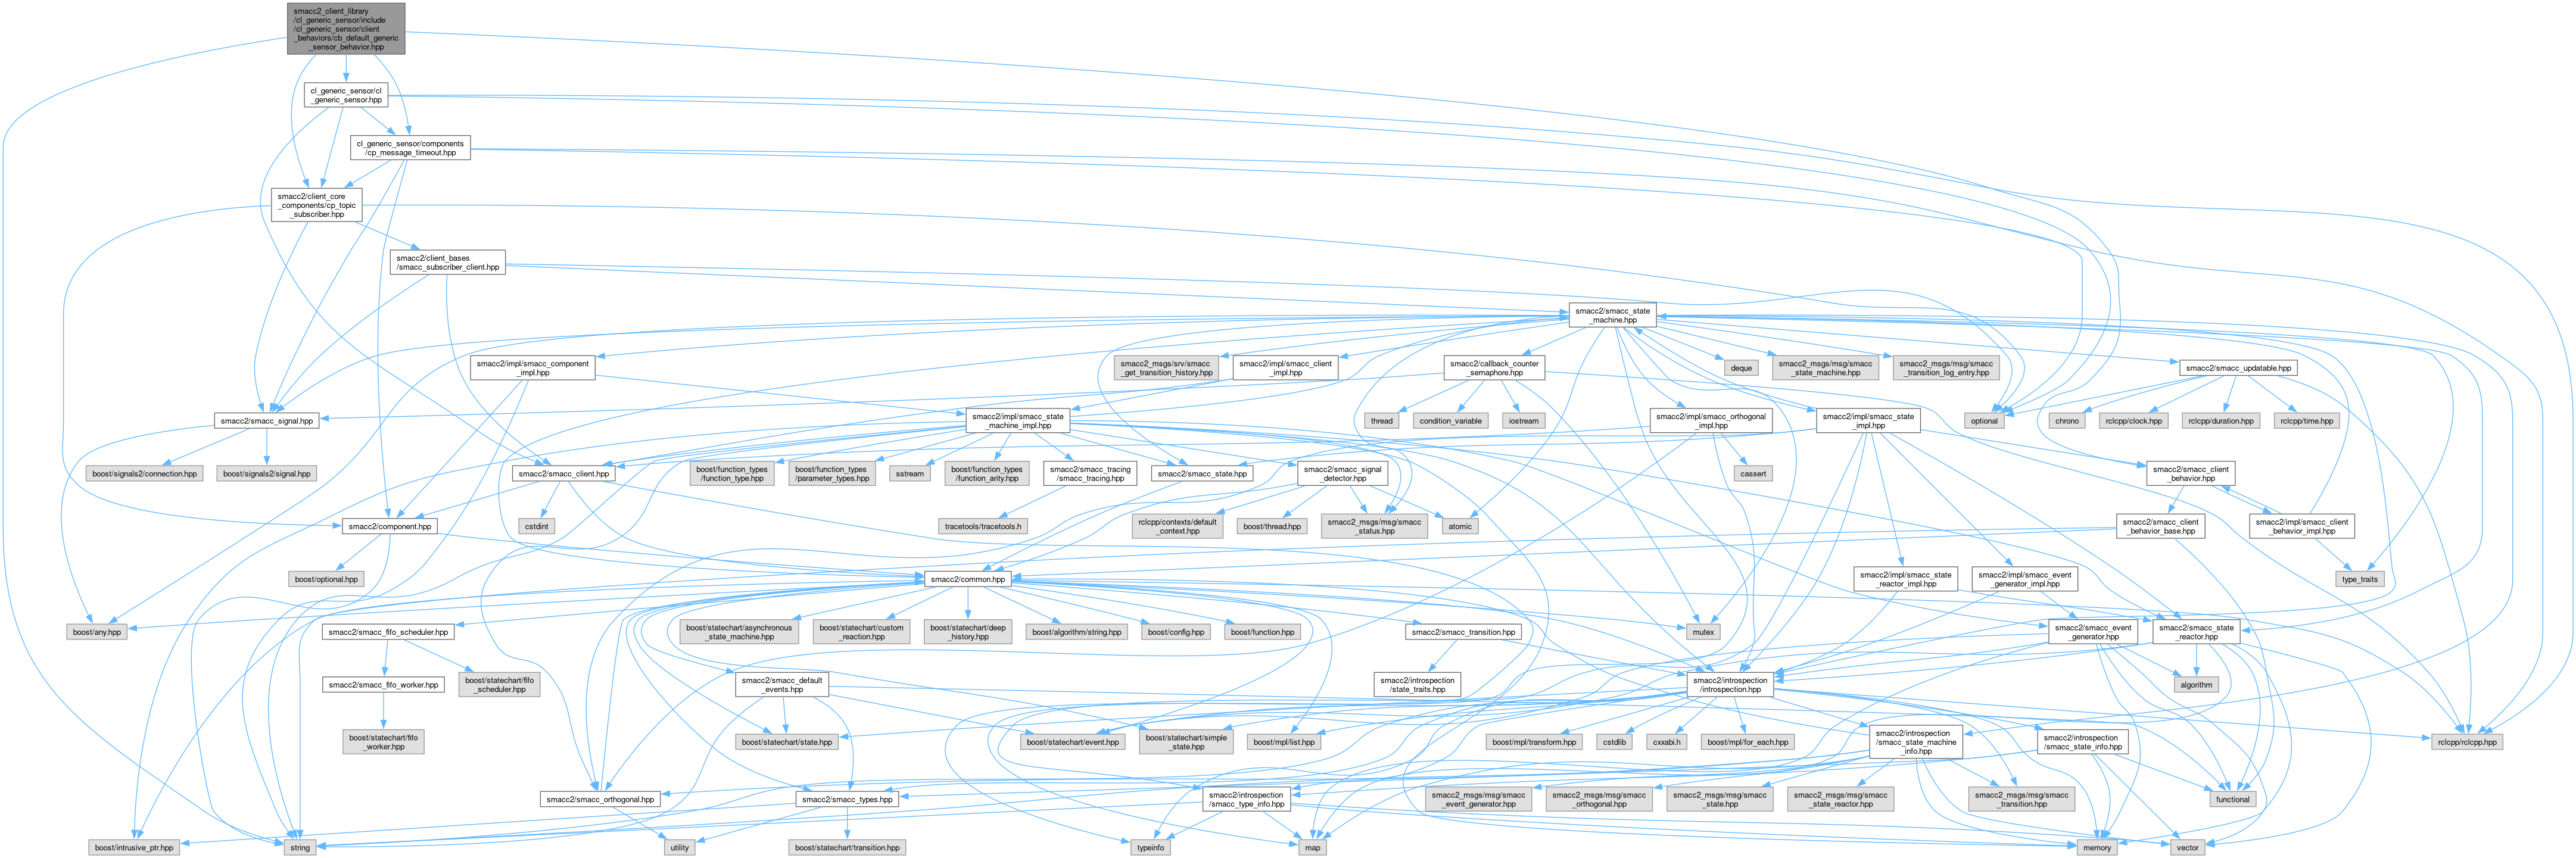 smacc2_client_library
/cl_generic_sensor/include
/cl_generic_sensor/client
_behaviors/cb_default_generic
_sensor_behavior.hpp
cl_generic_sensor/cl
_generic_sensor.hpp
cl_generic_sensor/components
/cp_message_timeout.hpp
smacc2/client_core
_components/cp_topic
_subscriber.hpp
smacc2/client_bases
/smacc_subscriber_client.hpp
smacc2/smacc_state
_machine.hpp
smacc2/impl/smacc_component
_impl.hpp
smacc2_msgs/srv/smacc
_get_transition_history.hpp
smacc2/impl/smacc_client
_impl.hpp
smacc2/callback_counter
_semaphore.hpp
deque
smacc2_msgs/msg/smacc
_state_machine.hpp
smacc2_msgs/msg/smacc
_transition_log_entry.hpp
smacc2/smacc_updatable.hpp
smacc2/smacc_signal.hpp
smacc2/impl/smacc_state
_machine_impl.hpp
thread
condition_variable
iostream
smacc2/impl/smacc_orthogonal
_impl.hpp
smacc2/impl/smacc_state
_impl.hpp
optional
chrono
rclcpp/clock.hpp
rclcpp/duration.hpp
rclcpp/time.hpp
boost/signals2/connection.hpp
boost/signals2/signal.hpp
smacc2/smacc_client.hpp
boost/function_types
/function_type.hpp
boost/function_types
/parameter_types.hpp
sstream
boost/function_types
/function_arity.hpp
smacc2/smacc_tracing
/smacc_tracing.hpp
smacc2/smacc_state.hpp
smacc2/smacc_signal
_detector.hpp
cassert
smacc2/smacc_client
_behavior.hpp
smacc2/component.hpp
cstdint
tracetools/tracetools.h
rclcpp/contexts/default
_context.hpp
boost/thread.hpp
smacc2_msgs/msg/smacc
_status.hpp
atomic
smacc2/smacc_client
_behavior_base.hpp
smacc2/impl/smacc_client
_behavior_impl.hpp
boost/optional.hpp
smacc2/common.hpp
smacc2/impl/smacc_state
_reactor_impl.hpp
smacc2/impl/smacc_event
_generator_impl.hpp
type_traits
boost/any.hpp
smacc2/smacc_fifo_scheduler.hpp
boost/statechart/asynchronous
_state_machine.hpp
boost/statechart/custom
_reaction.hpp
boost/statechart/deep
_history.hpp
boost/algorithm/string.hpp
boost/config.hpp
boost/function.hpp
smacc2/smacc_transition.hpp
mutex
smacc2/smacc_event
_generator.hpp
smacc2/smacc_state
_reactor.hpp
smacc2/smacc_fifo_worker.hpp
boost/statechart/fifo
_scheduler.hpp
smacc2/smacc_default
_events.hpp
smacc2/introspection
/state_traits.hpp
smacc2/introspection
/introspection.hpp
algorithm
boost/statechart/fifo
_worker.hpp
boost/statechart/state.hpp
boost/statechart/event.hpp
boost/statechart/simple
_state.hpp
boost/mpl/list.hpp
boost/mpl/transform.hpp
cstdlib
cxxabi.h
boost/mpl/for_each.hpp
smacc2/introspection
/smacc_state_machine
_info.hpp
smacc2/introspection
/smacc_state_info.hpp
rclcpp/rclcpp.hpp
smacc2/smacc_orthogonal.hpp
smacc2/smacc_types.hpp
smacc2/introspection
/smacc_type_info.hpp
smacc2_msgs/msg/smacc
_event_generator.hpp
smacc2_msgs/msg/smacc
_orthogonal.hpp
smacc2_msgs/msg/smacc
_state.hpp
smacc2_msgs/msg/smacc
_state_reactor.hpp
smacc2_msgs/msg/smacc
_transition.hpp
functional
boost/intrusive_ptr.hpp
string
utility
boost/statechart/transition.hpp
typeinfo
map
memory
vector